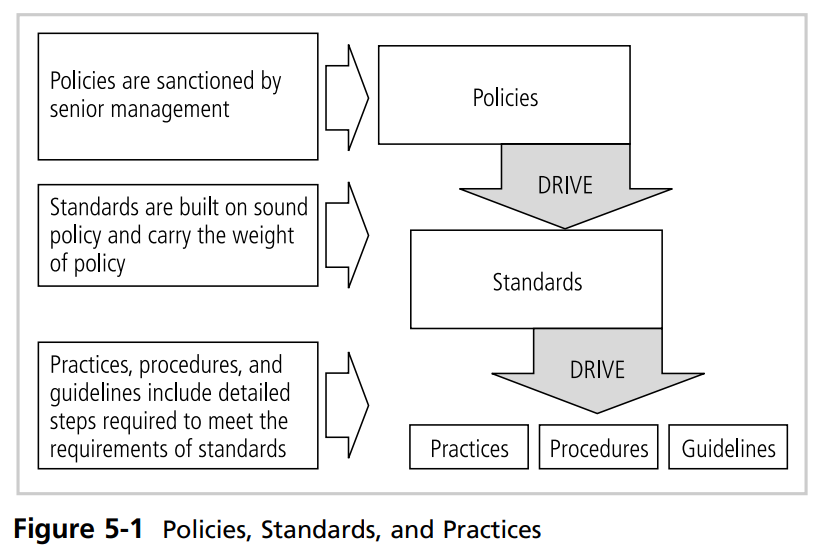 Policies are sanctioned by
senior management
Policies
DRIVE
Standards are built on sound
policy and carry the weight
of policy
Standards
DRIVE
Practices, procedures, and
guidelines include detailed
steps required to meet the
requirements of standards
Practices
Procedures
Guidelines
Figure 5-1 Policies, Standards, and Practices